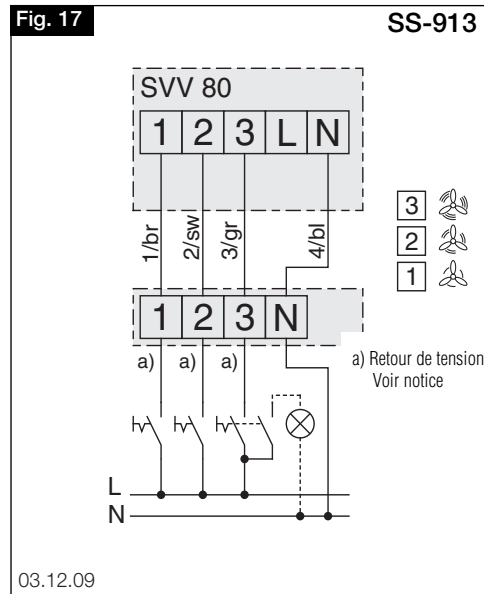 Fig. 17
SS-913
SVV 80
1 2 3 L N
1/br
2/sw
3/gr
4/bl
3
2
1
1 2 3 N
a) a) a)
a) Retour de tension
Voir notice
L
N
03.12.09